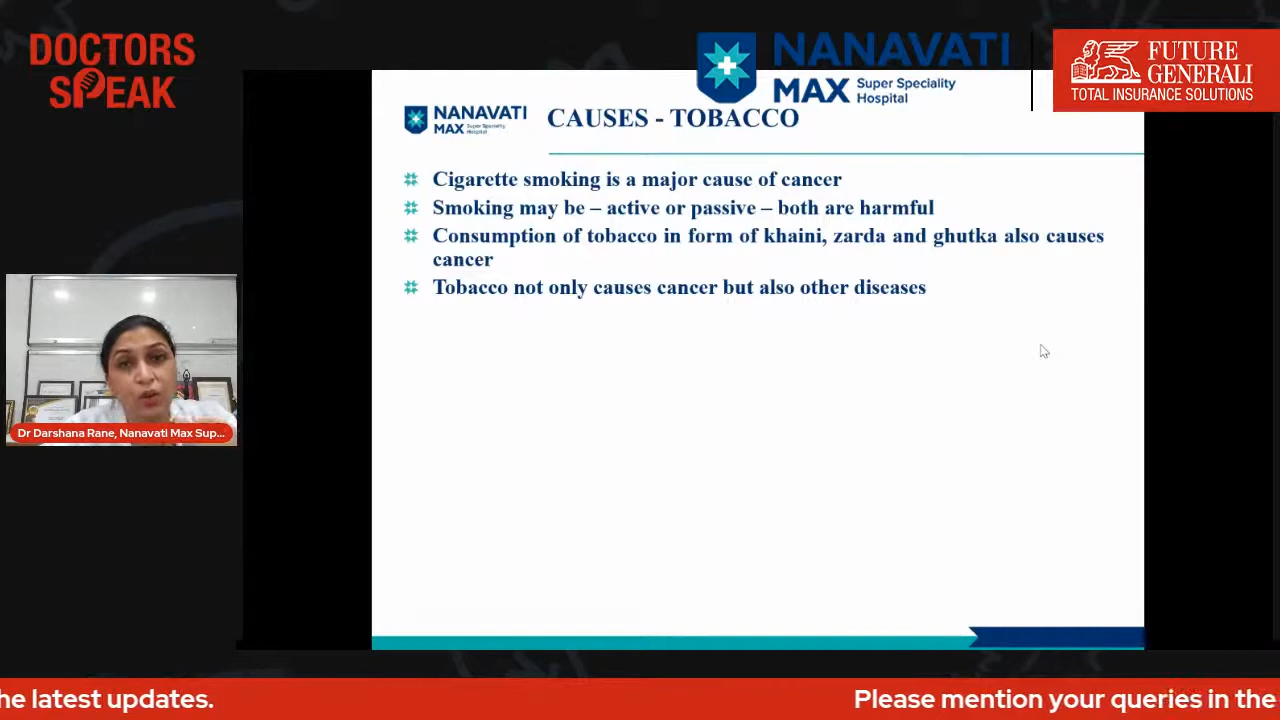 DOCTORS
SPEAK
NANAVATI
MAX Super Speciality
Hospital
FUTURE
GENERALI
TOTAL INSURANCE SOLUTIONS
NANAVATI
MAX Super Speciality
Hospital
CAUSES - TOBACCO
Cigarette smoking is a major cause of cancer
Smoking may be – active or passive – both are harmful
Consumption of tobacco in form of khaini, zarda and ghutka also causes
cancer
Tobacco not only causes cancer but also other diseases
Dr Darshana Rane, Nanavati Max Sup...
he latest updates.
Please mention your queries in the